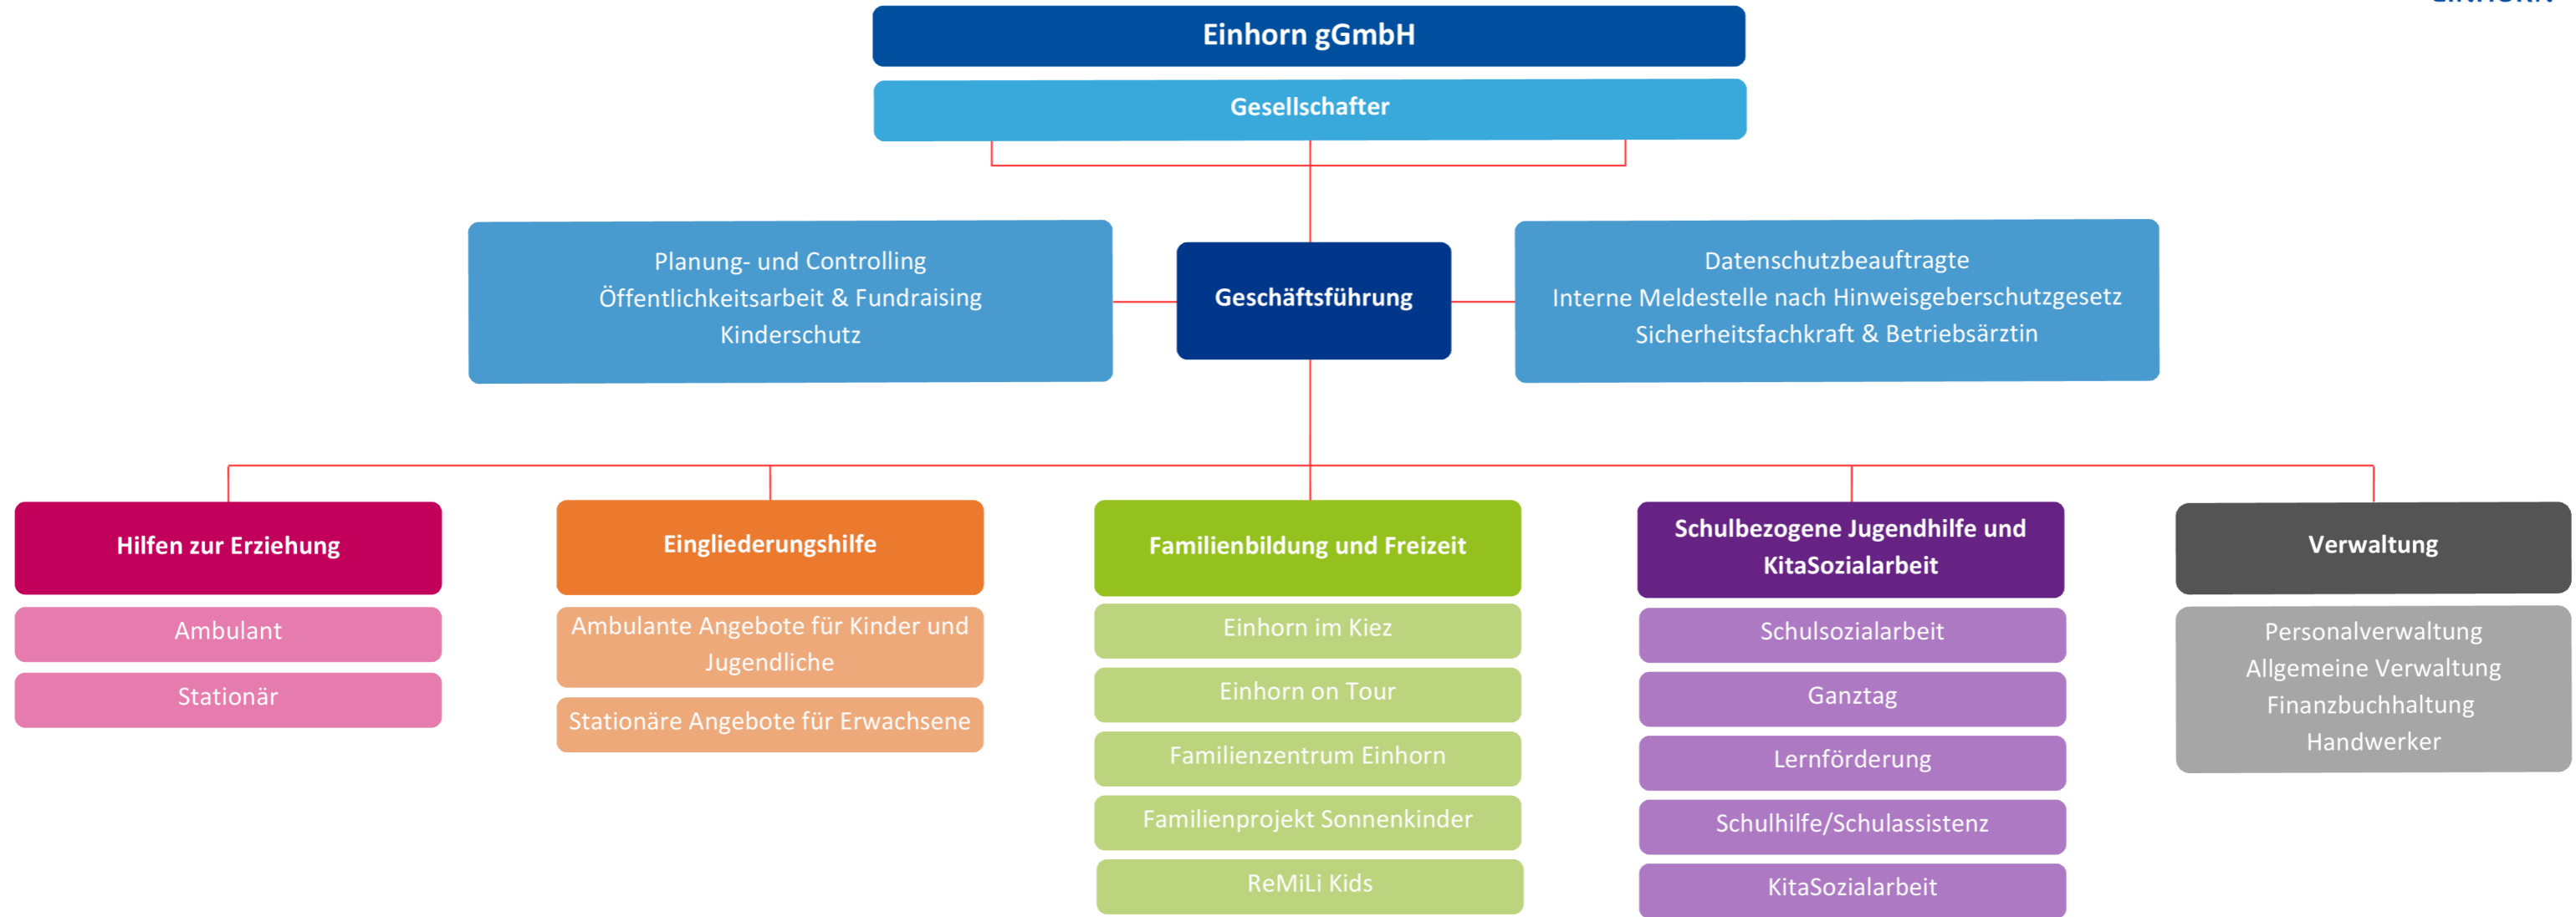 Einhorn gGmbH
Gesellschafter
Planung- und Controlling
Öffentlichkeitsarbeit & Fundraising
Kinderschutz
Geschäftsführung
Datenschutzbeauftragte
Interne Meldestelle nach Hinweisgeberschutzgesetz
Sicherheitsfachkraft & Betriebsärztin
Hilfen zur Erziehung
Ambulant
Stationär
Eingliederungshilfe
Ambulante Angebote für Kinder und
Jugendliche
Stationäre Angebote für Erwachsene
Familienbildung und Freizeit
Einhorn im Kiez
Einhorn on Tour
Familienzentrum Einhorn
Familienprojekt Sonnenkinder
ReMiLi Kids
Schulbezogene Jugendhilfe und
KitaSozialarbeit
Schulsozialarbeit
Ganztag
Lernförderung
Schulhilfe/Schulassistenz
KitaSozialarbeit
Verwaltung
Personalverwaltung
Allgemeine Verwaltung
Finanzbuchhaltung
Handwerker